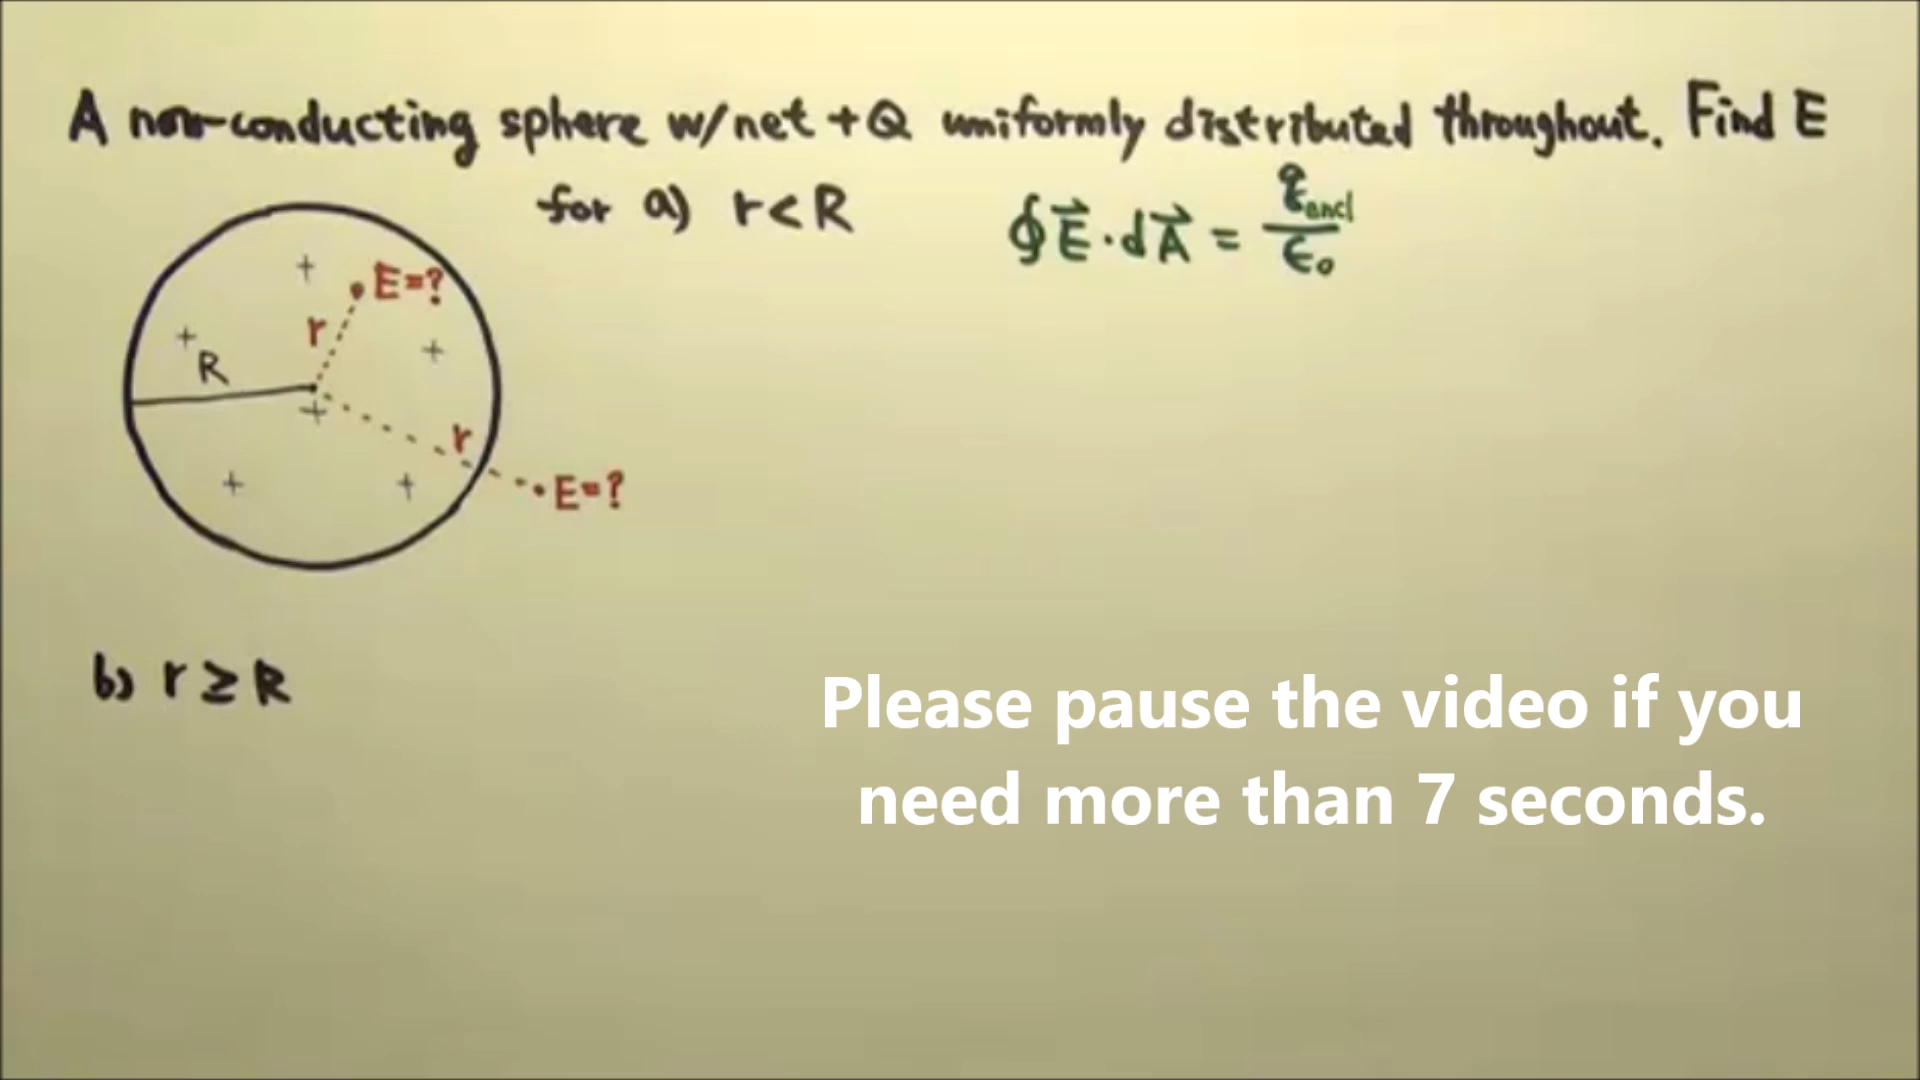 A non-conducting sphere w/net +Q uniformly distributed throughout. Find E
for a) r < R
∮E⃗·dA⃗ = q_encl/ε₀
+
E=?
r
+
+
R
+
r
+
+
E=?
b) r ≥ R
Please pause the video if you
need more than 7 seconds.